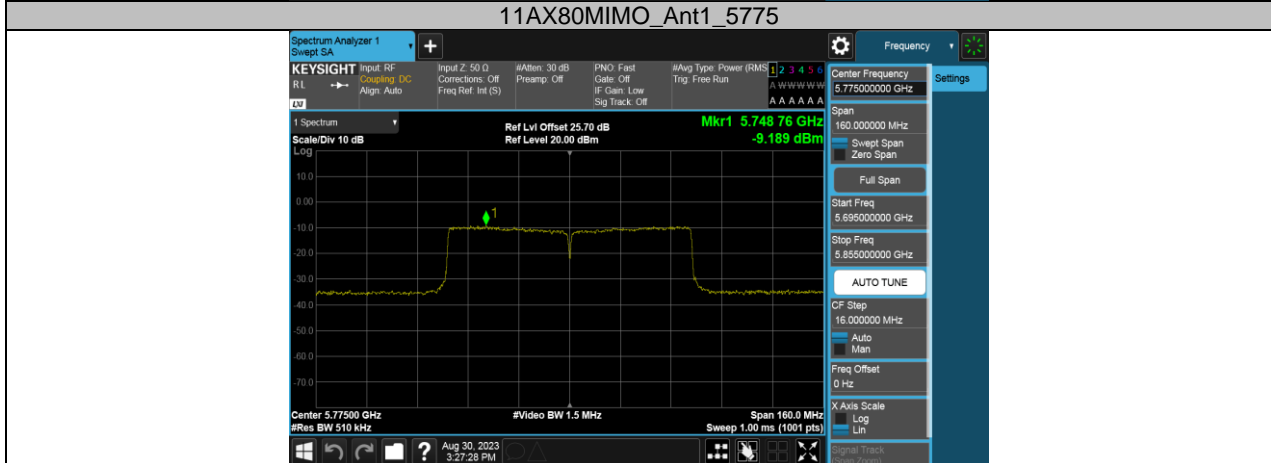 11AX80MIMO_Ant1_5775
Spectrum Analyzer 1
Swept SA
Frequency
KEYSIGHT
RL
LXI
Input: RF
Coupling: DC
Align: Auto
Input Z: 50 Ω
Corrections: Off
Freq Ref: Int (S)
#Atten: 30 dB
Preamp: Off
PNO: Fast
Gate: Off
IF Gain: Low
Sig Track: Off
#Avg Type: Power (RMS
Trig: Free Run
1 2 3 4 5 6
A W W W W W
A A A A A A
1 Spectrum
Scale/Div 10 dB
Log
Ref Lvl Offset 25.70 dB
Ref Level 20.00 dBm
Mkr1 5.748 76 GHz
-9.189 dBm
10.0
0.00
-10.0
-20.0
-30.0
-40.0
-50.0
-60.0
-70.0
1
Center 5.77500 GHz
#Res BW 510 kHz
#Video BW 1.5 MHz
Span 160.0 MHz
Sweep 1.00 ms (1001 pts)
Aug 30, 2023
3:27:28 PM
Center Frequency
5.775000000 GHz
Settings
Span
160.000000 MHz
Swept Span
Zero Span
Full Span
Start Freq
5.695000000 GHz
Stop Freq
5.855000000 GHz
AUTO TUNE
CF Step
16.000000 MHz
Auto
Man
Freq Offset
0 Hz
X Axis Scale
Log
Lin
Signal Track
(Span Zoom)